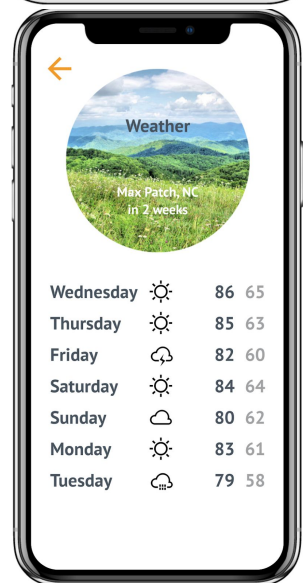 Weather
Max Patch, NC
in 2 weeks
Wednesday 86 65
Thursday 85 63
Friday 82 60
Saturday 84 64
Sunday 80 62
Monday 83 61
Tuesday 79 58